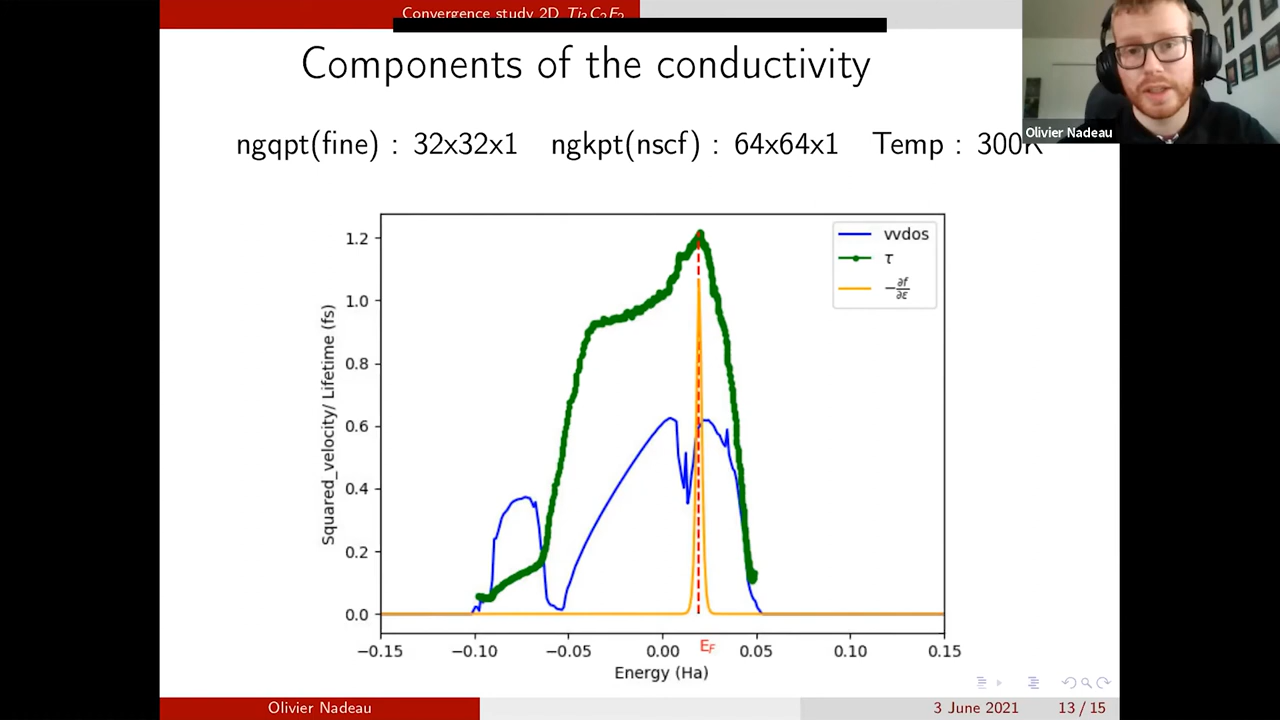 Convergence study 2D Ti₃C₂F₂
Components of the conductivity
ngqpt(fine) : 32x32x1 ngkpt(nscf) : 64x64x1 Temp : 300K
Olivier Nadeau
vvdos
τ
−∂f/∂ε
1.2
1.0
0.8
0.6
0.4
0.2
0.0
Squared_velocity/ Lifetime (fs)
−0.15 −0.10 −0.05 0.00 0.05 0.10 0.15
E_F
Energy (Ha)
Olivier Nadeau 3 June 2021 13 / 15